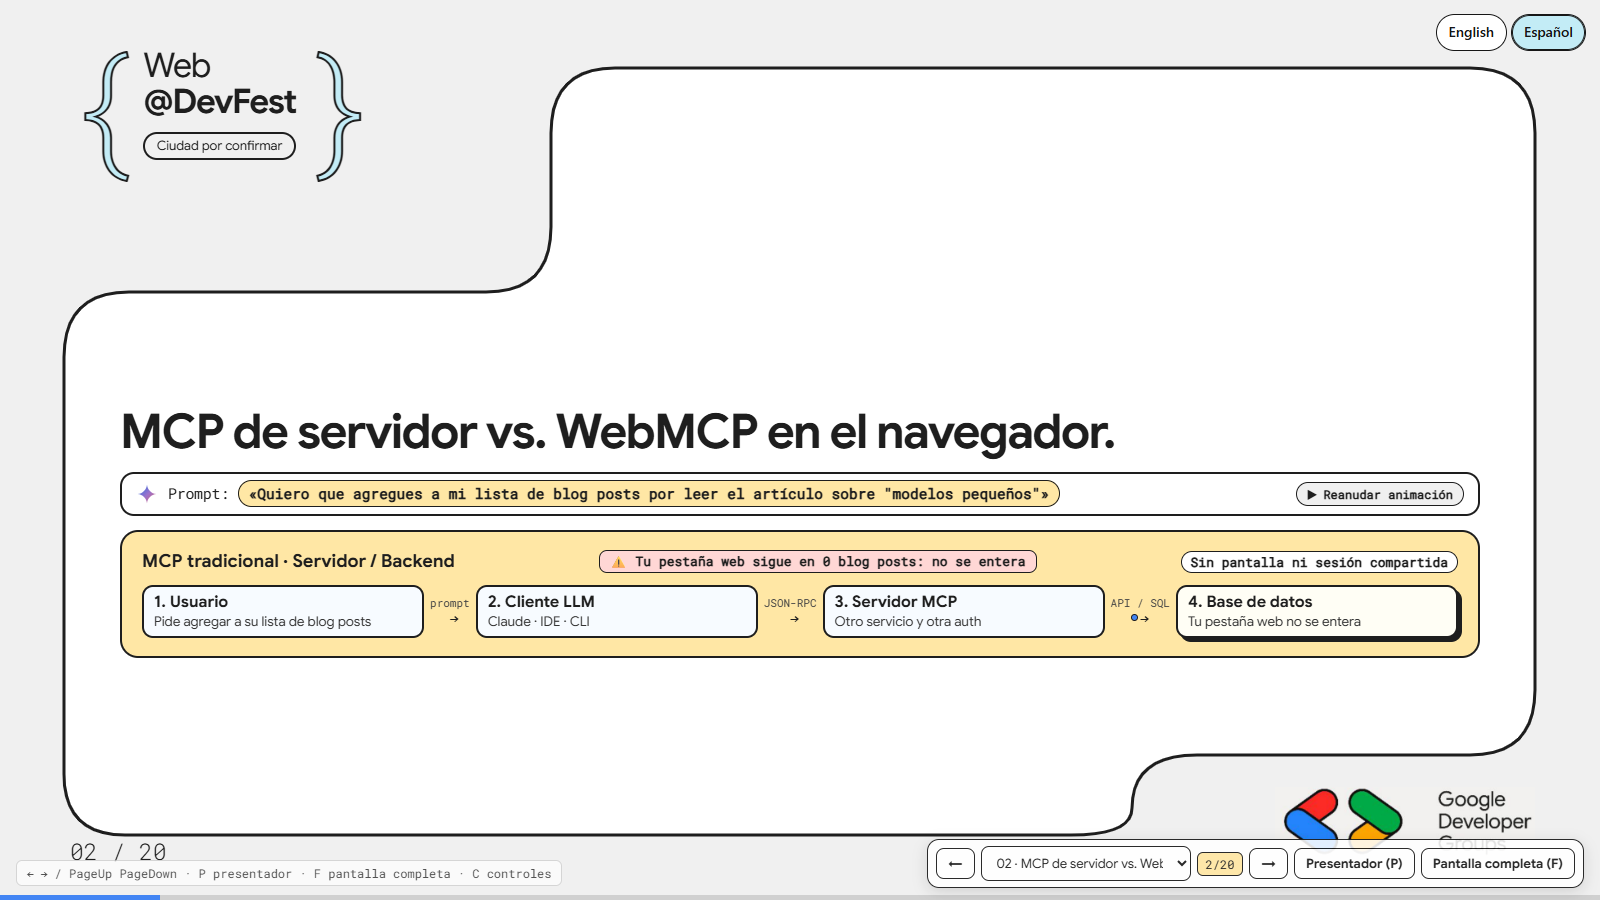 English
Español
Web
@DevFest
Ciudad por confirmar
MCP de servidor vs. WebMCP en el navegador.
Prompt: «Quiero que agregues a mi lista de blog posts por leer el artículo sobre "modelos pequeños"»
▶ Reanudar animación
MCP tradicional · Servidor / Backend
⚠ Tu pestaña web sigue en 0 blog posts: no se entera
Sin pantalla ni sesión compartida
1. Usuario
Pide agregar a su lista de blog posts
prompt
→
2. Cliente LLM
Claude · IDE · CLI
JSON-RPC
→
3. Servidor MCP
Otro servicio y otra auth
API / SQL
→
4. Base de datos
Tu pestaña web no se entera
Google
Developer
Groups
02 / 20
← → / PageUp PageDown · P presentador · F pantalla completa · C controles
←
02 · MCP de servidor vs. Web
2/20
→
Presentador (P)
Pantalla completa (F)